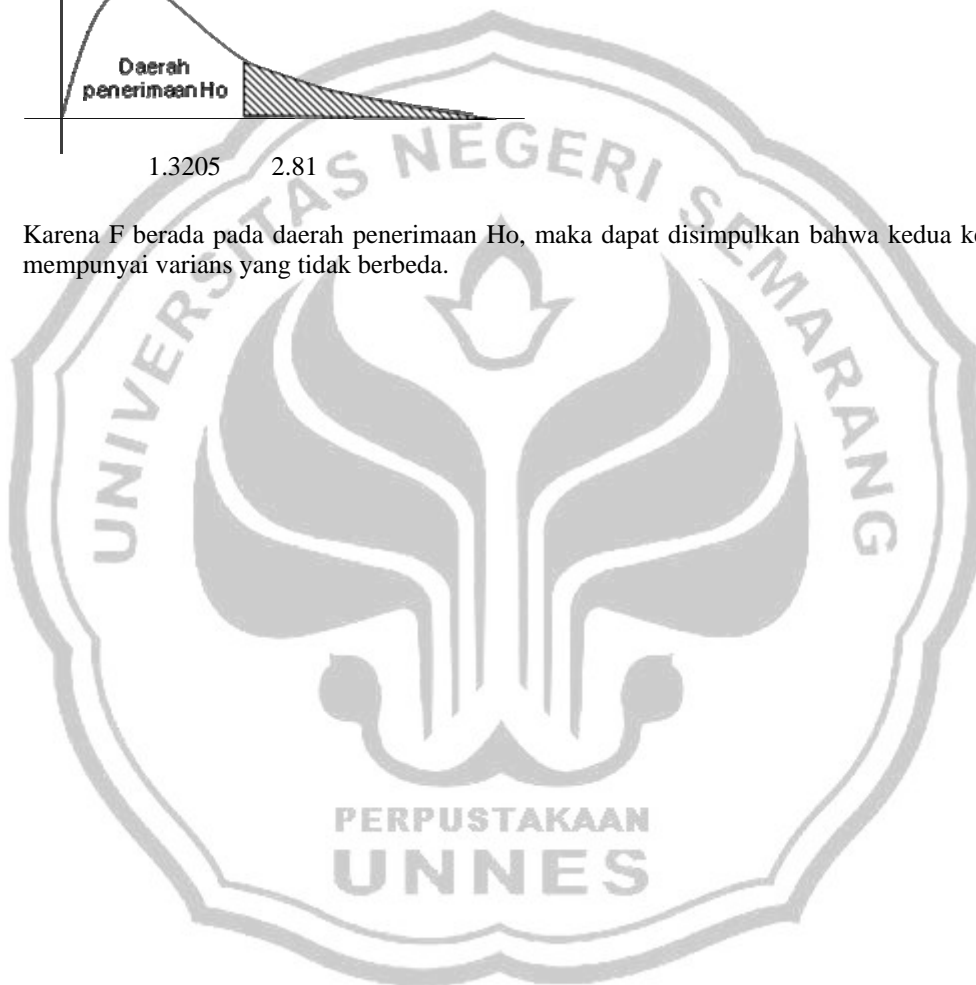 Daerah
penerimaan Ho
1.3205 2.81
Karena F berada pada daerah penerimaan Ho, maka dapat disimpulkan bahwa kedua
mempunyai varians yang tidak berbeda.
UNIVERSITAS NEGERI SEMARANG
PERPUSTAKAAN
UNNES